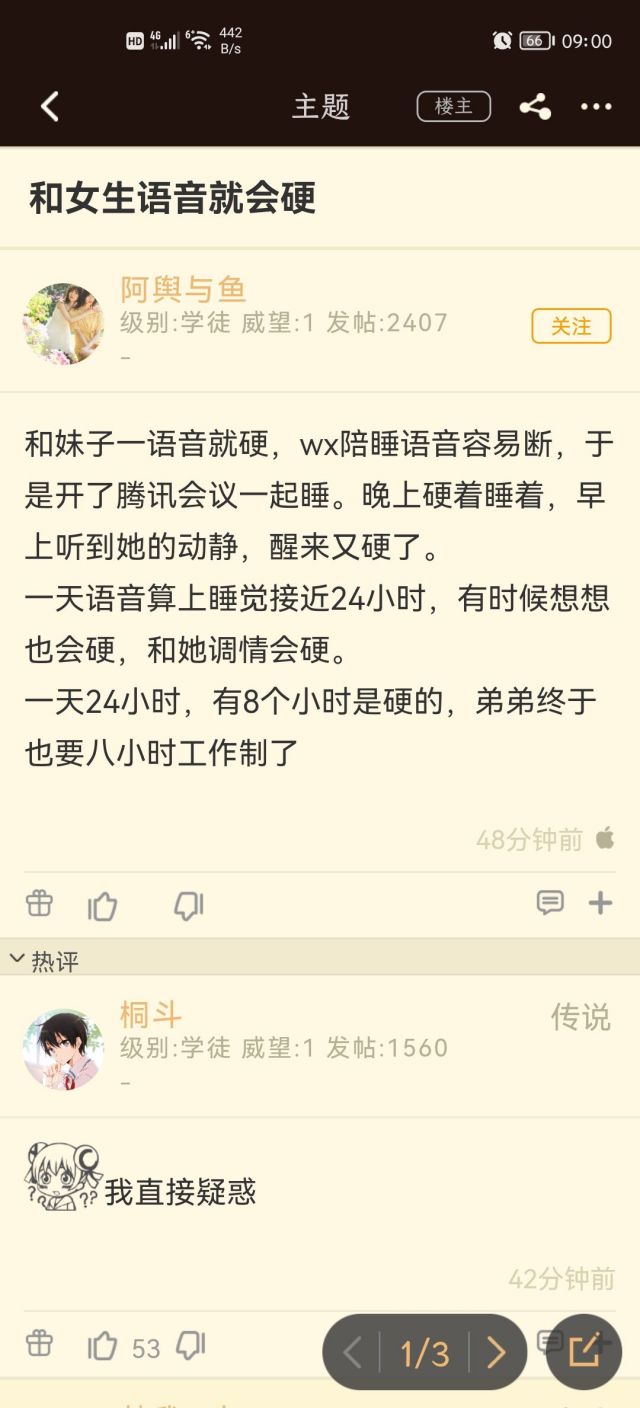 HD 4G 6+ 442 B/s 66 09:00
主题 楼主
和女生语音就会硬
阿舆与鱼
级别:学徒 威望:1 发帖:2407
关注
-
和妹子一语音就硬，wx陪睡语音容易断，于
是开了腾讯会议一起睡。晚上硬着睡着，早
上听到她的动静，醒来又硬了。
一天语音算上睡觉接近24小时，有时候想想
也会硬，和她调情会硬。
一天24小时，有8个小时是硬的，弟弟终于
也要八小时工作制了
48分钟前
热评
桐斗
传说
级别:学徒 威望:1 发帖:1560
-
???? 我直接疑惑
42分钟前
53
1/3